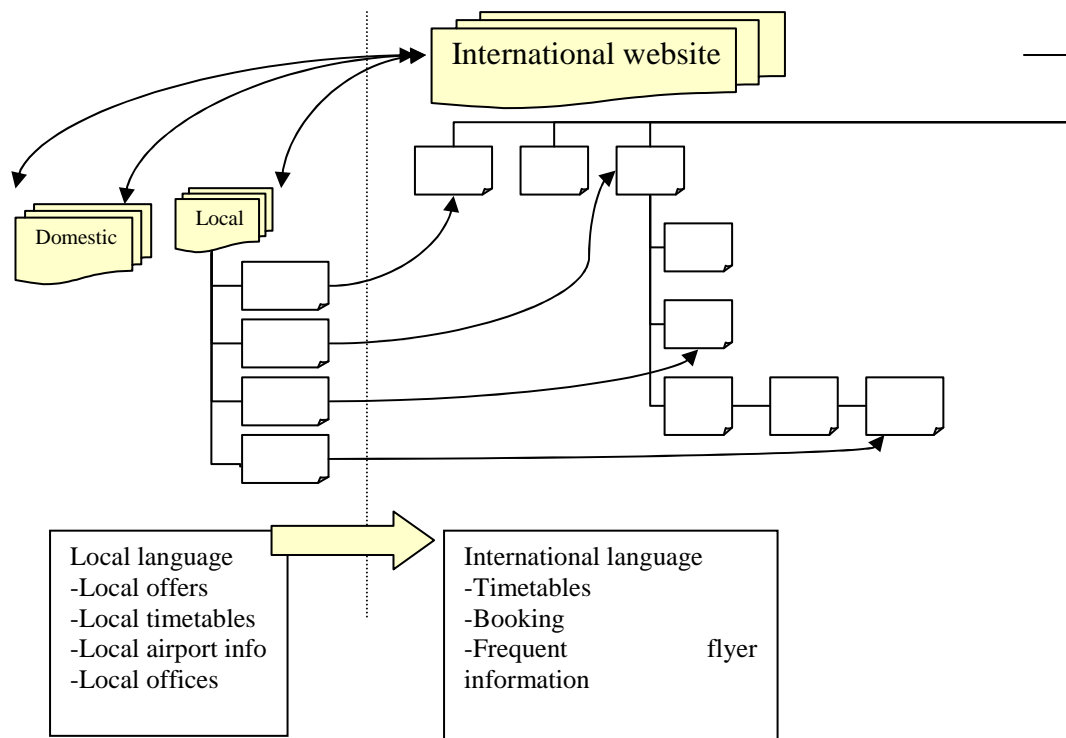 International website
Local
Domestic
Local language
-Local offers
-Local timetables
-Local airport info
-Local offices
International language
-Timetables
-Booking
-Frequent flyer
information